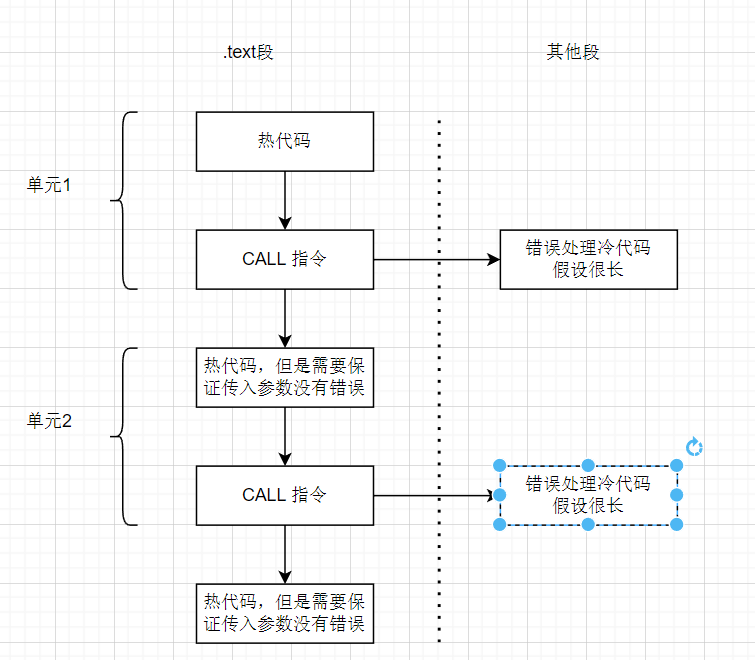 .text段
其他段
热代码
单元1
CALL 指令
错误处理冷代码
假设很长
热代码，但是需要保
证传入参数没有错误
单元2
CALL 指令
错误处理冷代码
假设很长
热代码，但是需要保
证传入参数没有错误